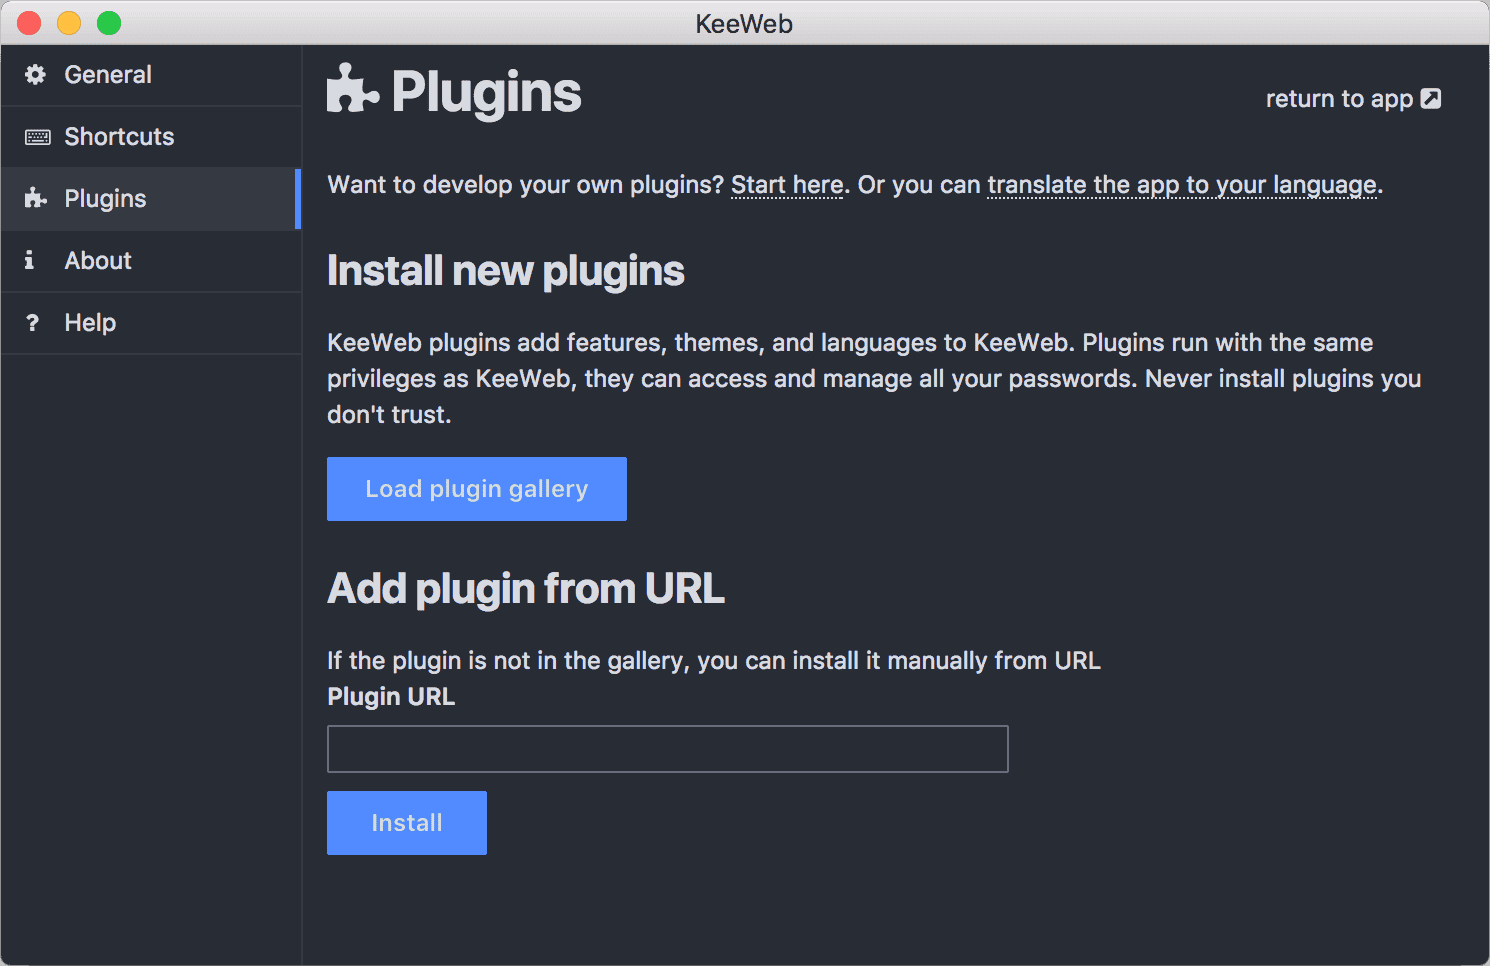 KeeWeb
General
Shortcuts
Plugins
About
Help
Plugins
return to app
Want to develop your own plugins? Start here. Or you can translate the app to your language.
Install new plugins
KeeWeb plugins add features, themes, and languages to KeeWeb. Plugins run with the same
privileges as KeeWeb, they can access and manage all your passwords. Never install plugins you
don't trust.
Load plugin gallery
Add plugin from URL
If the plugin is not in the gallery, you can install it manually from URL
Plugin URL
Install